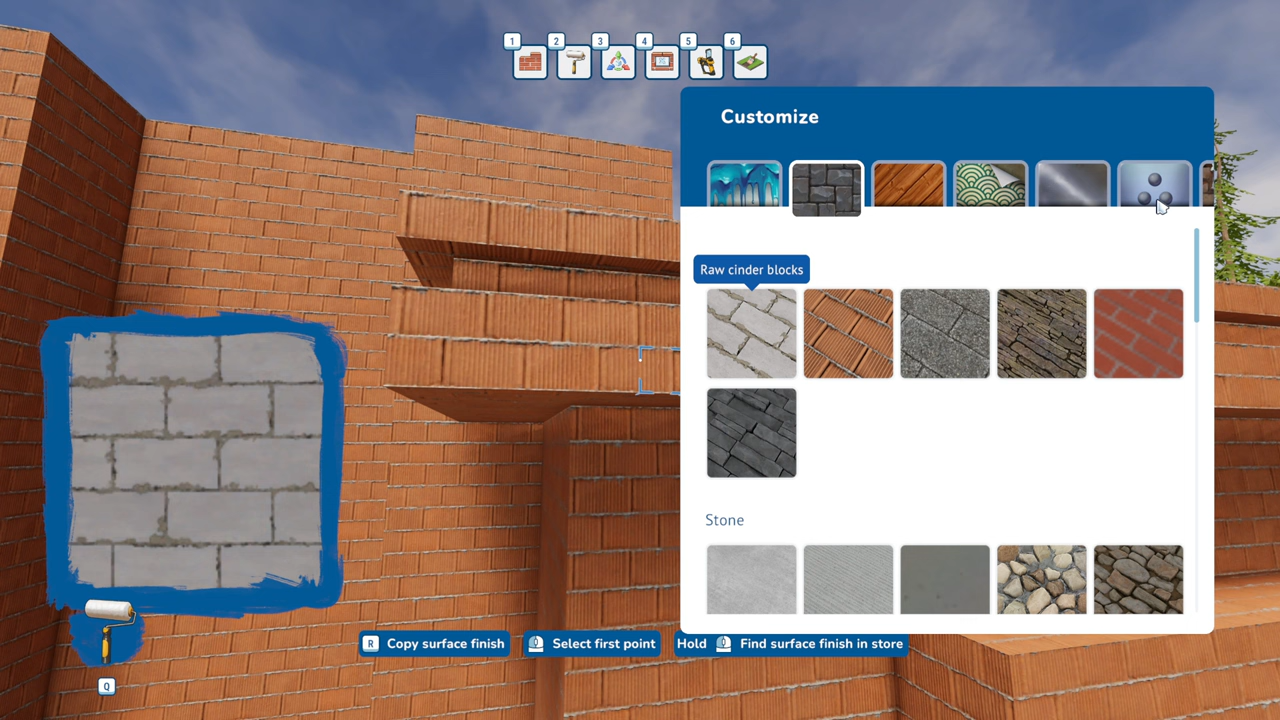 1 2 3 4 5 6
Customize
Raw cinder blocks
Stone
R Copy surface finish
Select first point
Hold Find surface finish in store
Q